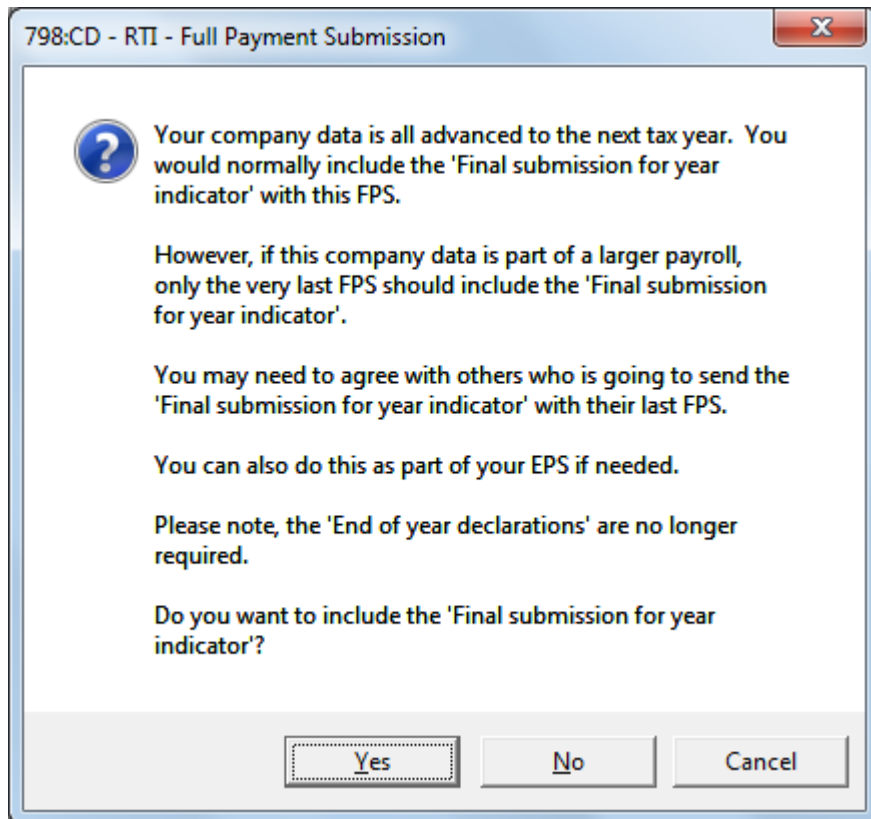 798:CD - RTI - Full Payment Submission
Your company data is all advanced to the next tax year.  You
would normally include the 'Final submission for year
indicator' with this FPS.
However, if this company data is part of a larger payroll,
only the very last FPS should include the 'Final submission
for year indicator'.
You may need to agree with others who is going to send the
'Final submission for year indicator' with their last FPS.
You can also do this as part of your EPS if needed.
Please note, the 'End of year declarations' are no longer
required.
Do you want to include the 'Final submission for year
indicator'?
Yes
No
Cancel